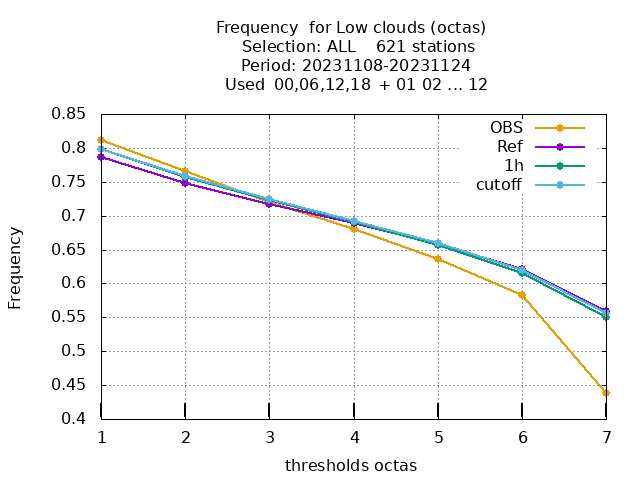 Frequency  for Low clouds (octas)
Selection: ALL    621 stations
Period: 20231108-20231124
Used  00,06,12,18  + 01 02 ... 12
0.85
0.8
0.75
0.7
0.65
0.6
0.55
0.5
0.45
0.4
1 2 3 4 5 6 7
Frequency
thresholds octas
OBS
Ref
1h
cutoff